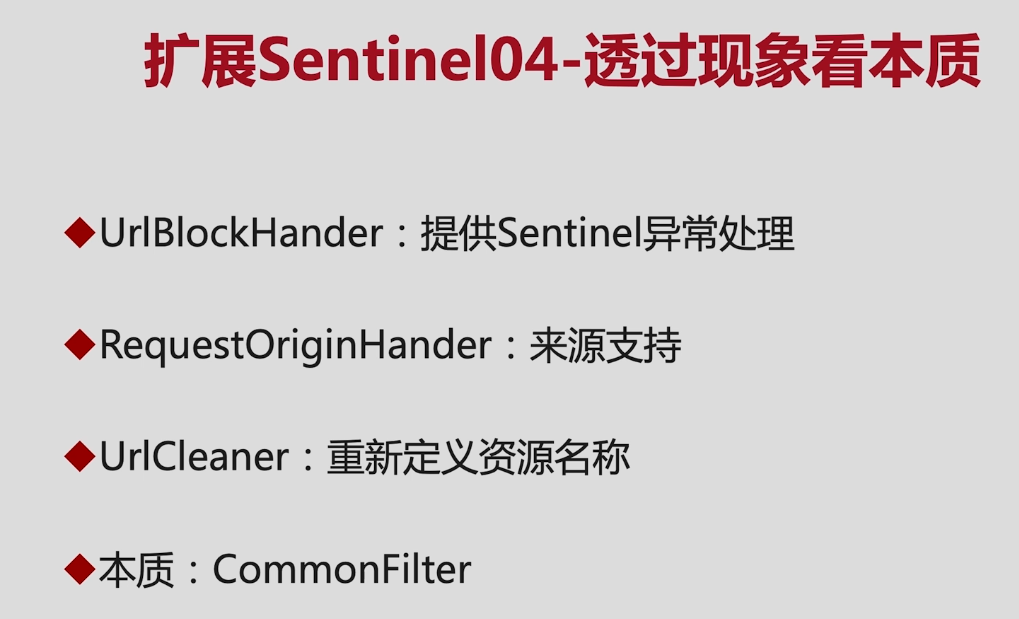 扩展Sentinel04-透过现象看本质
◆UrlBlockHander：提供Sentinel异常处理
◆RequestOriginHander：来源支持
◆UrlCleaner：重新定义资源名称
◆本质：CommonFilter